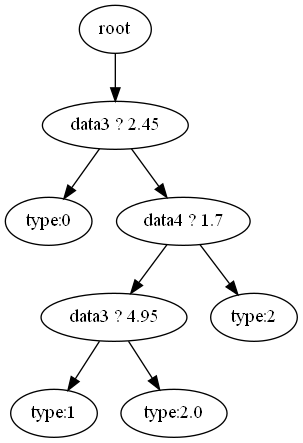 root
data3 ? 2.45
type:0
data4 ? 1.7
data3 ? 4.95
type:2
type:1
type:2.0